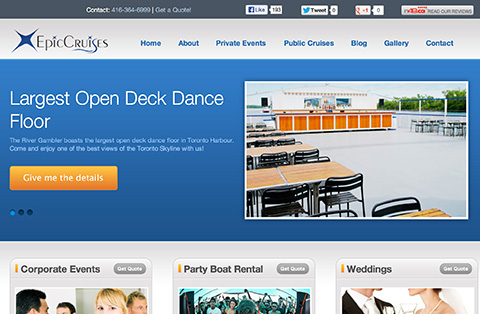 Contact: 416-364-6999 | Get a Quote!
Like 193
Tweet 0
+1 0
READ OUR REVIEWS
EpicCruises
Home About Private Events Public Cruises Blog Gallery Contact
Largest Open Deck Dance
Floor
The River Gambler boasts the largest open deck dance floor in Toronto Harbour.
Come and enjoy one of the best views of the Toronto Skyline with us!
Give me the details
Corporate Events Get Quote
Party Boat Rental Get Quote
Weddings Get Quote